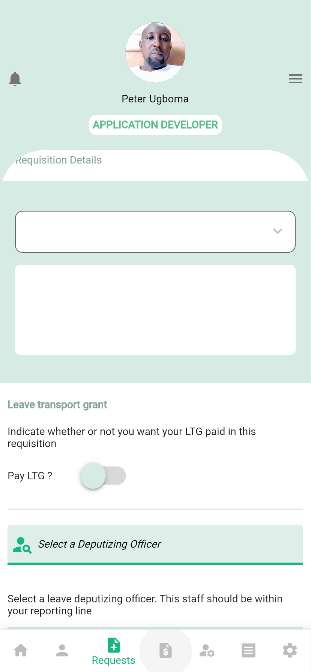 Peter Ugboma
APPLICATION DEVELOPER
Requisition Details
Leave transport grant
Indicate whether or not you want your LTG paid in this
requisition
Pay LTG ?
Select a Deputizing Officer
Select a leave deputizing officer. This staff should be within
your reporting line
Requests